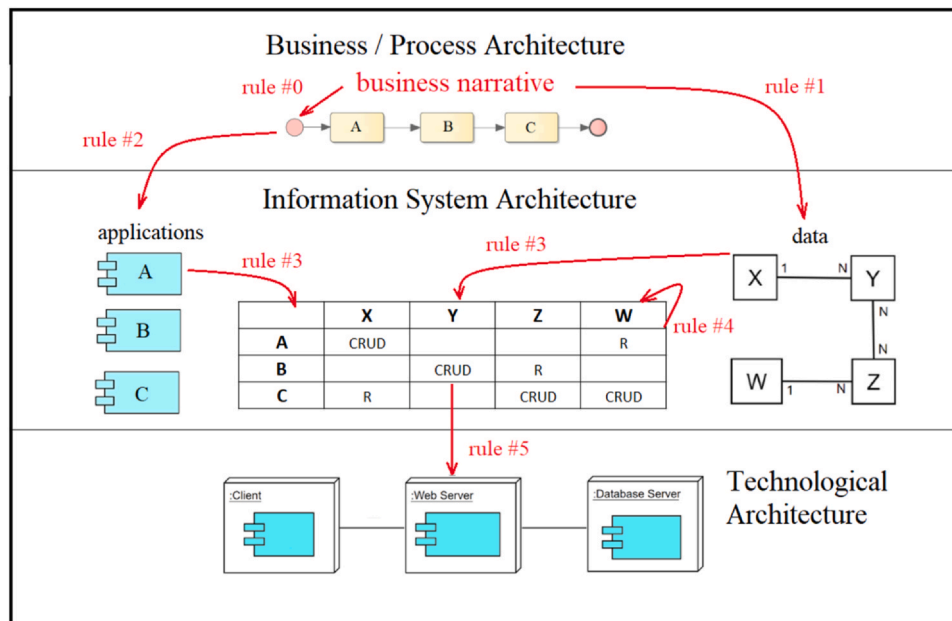 Business / Process Architecture
rule #0
business narrative
rule #1
rule #2
A
B
C
Information System Architecture
applications
data
A
B
C
rule #3
rule #3
rule #4
X Y Z W
A CRUD R
B CRUD R
C R CRUD CRUD
X 1 N Y
N
N
W 1 N Z
rule #5
Technological
Architecture
:Client
:Web Server
:Database Server